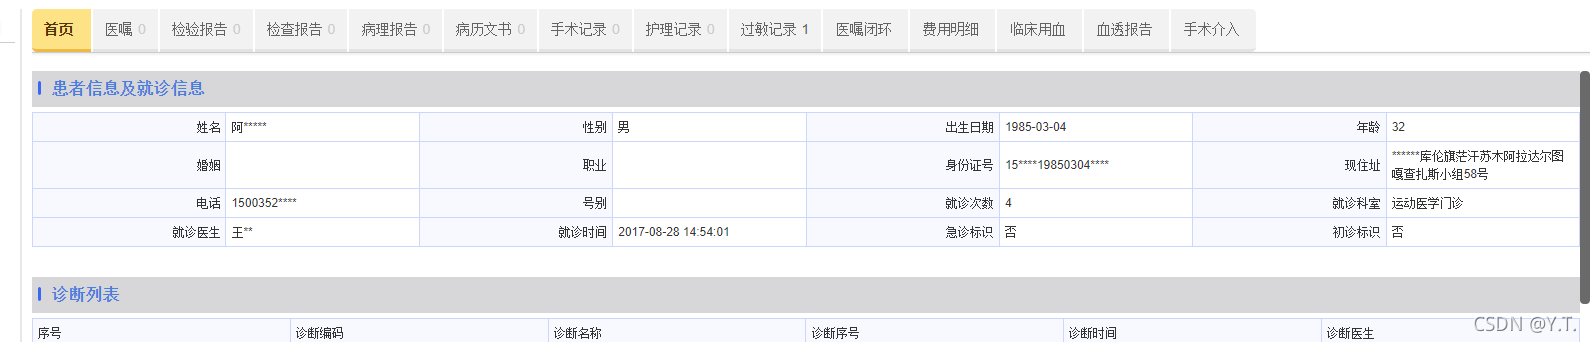 首页 医嘱 0 检验报告 0 检查报告 0 病理报告 0 病历文书 0 手术记录 0 护理记录 0 过敏记录 1 医嘱闭环 费用明细 临床用血 血透报告 手术介入
患者信息及就诊信息
姓名 阿***** 性别 男 出生日期 1985-03-04 年龄 32
婚姻 职业 身份证号 15****19850304**** 现住址 ******库伦旗茫汗苏木阿拉达尔图
嘎查扎斯小组58号
电话 1500352**** 号别 就诊次数 4 就诊科室 运动医学门诊
就诊医生 王** 就诊时间 2017-08-28 14:54:01 急诊标识 否 初诊标识 否
诊断列表
序号 诊断编码 诊断名称 诊断序号 诊断时间 诊断医生
CSDN @Y.T.